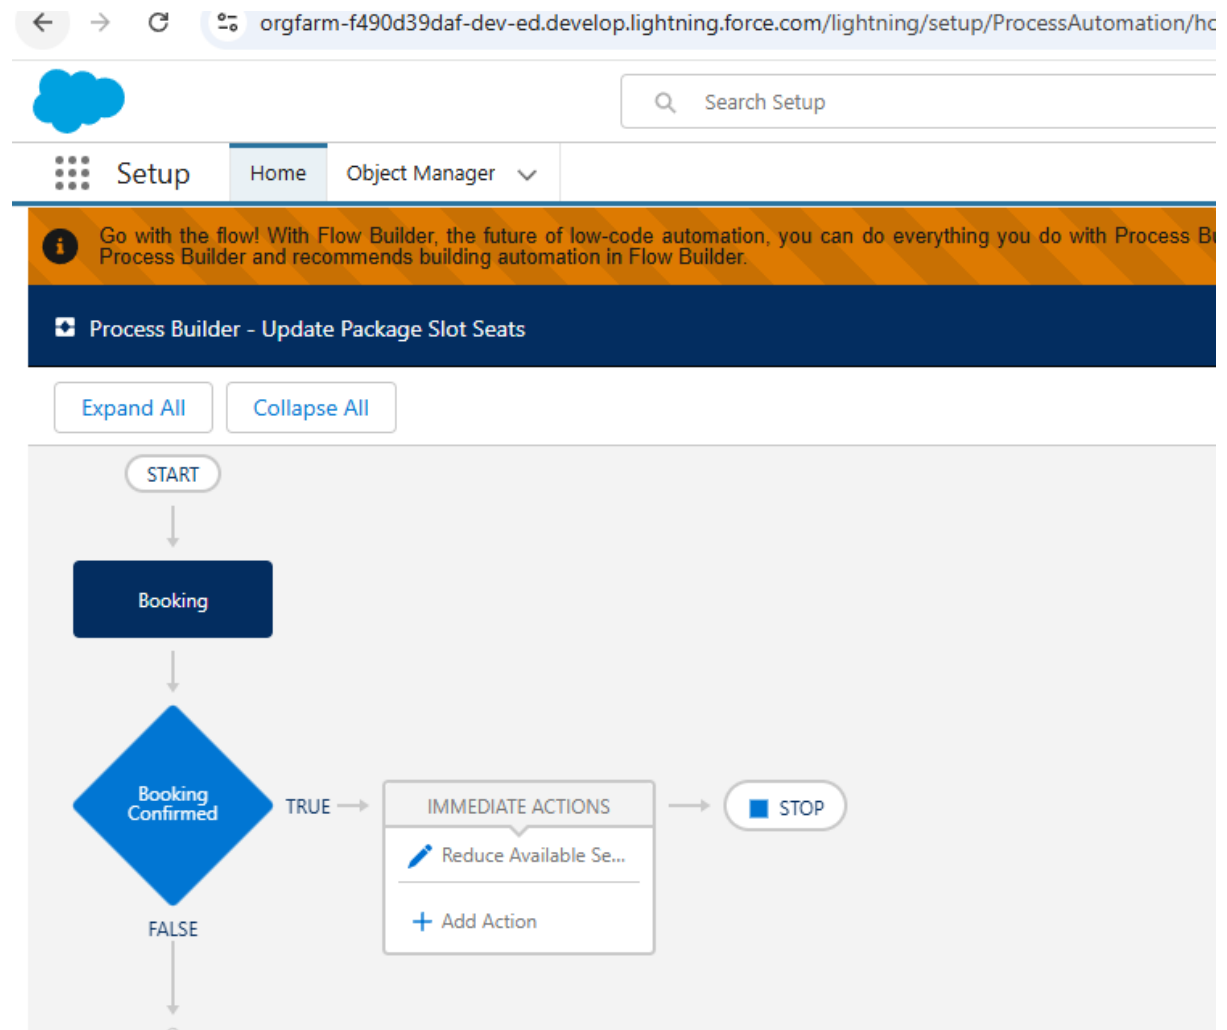 orgfarm-f490d39daf-dev-ed.develop.lightning.force.com/lightning/setup/ProcessAutomation/ho
Search Setup
Setup Home Object Manager
Go with the flow! With Flow Builder, the future of low-code automation, you can do everything you do with Process Bu
Process Builder and recommends building automation in Flow Builder.
Process Builder - Update Package Slot Seats
Expand All Collapse All
START
Booking
Booking
Confirmed
TRUE
IMMEDIATE ACTIONS
STOP
Reduce Available Se...
Add Action
FALSE